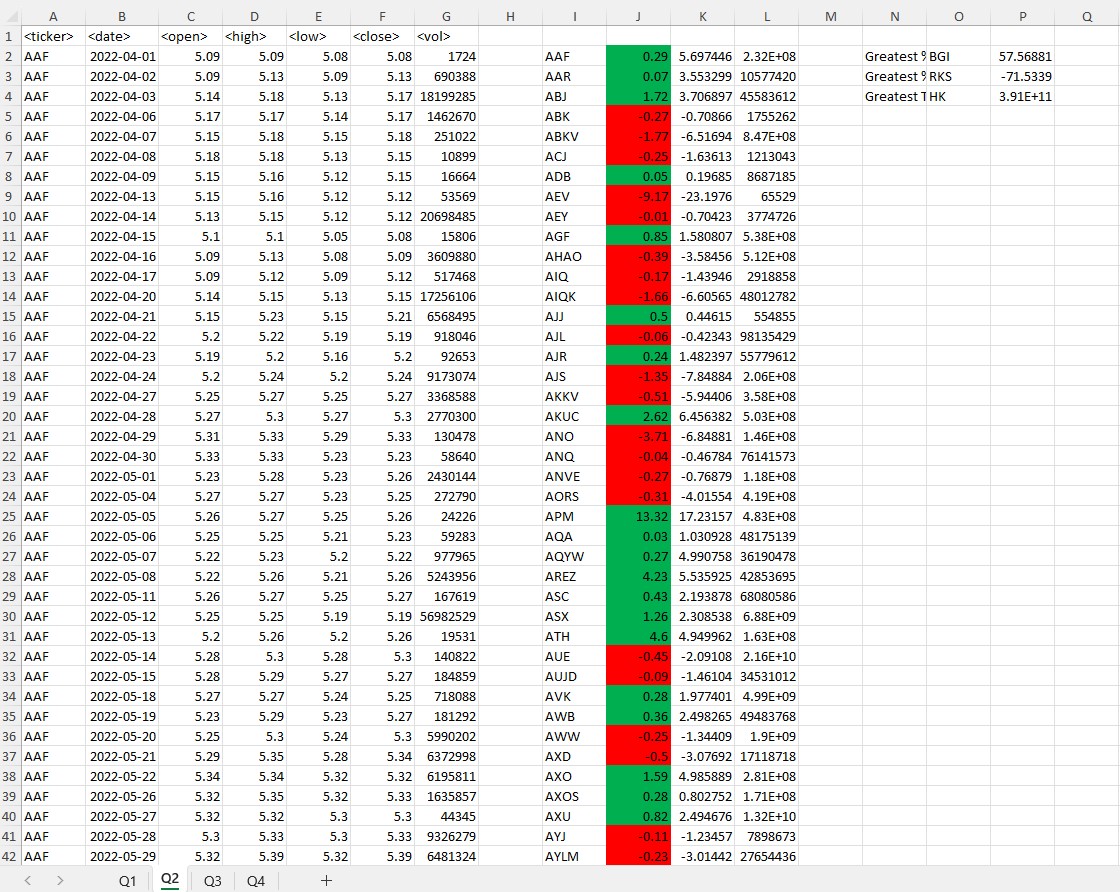 A B C D E F G H I J K L M N O P Q
1 <ticker> <date> <open> <high> <low> <close> <vol>
2 AAF 2022-04-01 5.09 5.09 5.08 5.08 1724 AAF 0.29 5.697446 2.32E+08 Greatest % BGI 57.56881
3 AAF 2022-04-02 5.09 5.13 5.09 5.13 690388 AAR 0.07 3.553299 10577420 Greatest % RKS -71.5339
4 AAF 2022-04-03 5.14 5.18 5.13 5.17 18199285 ABJ 1.72 3.706897 45583612 Greatest T HK 3.91E+11
5 AAF 2022-04-06 5.17 5.17 5.14 5.17 1462670 ABK -0.27 -0.70866 1755262
6 AAF 2022-04-07 5.15 5.18 5.15 5.15 251022 ABKV -1.77 -6.51694 8.47E+08
7 AAF 2022-04-08 5.18 5.18 5.13 5.15 10899 ACJ -0.25 -1.63613 1213043
8 AAF 2022-04-09 5.15 5.16 5.12 5.12 16664 ADB 0.05 0.19685 8687185
9 AAF 2022-04-13 5.15 5.16 5.12 5.12 53569 AEV -9.17 -23.1976 65529
10 AAF 2022-04-14 5.13 5.15 5.12 5.12 20698485 AEY -0.01 -0.70423 3774726
11 AAF 2022-04-15 5.1 5.1 5.05 5.08 15806 AGF 0.85 1.580807 5.38E+08
12 AAF 2022-04-16 5.09 5.13 5.08 5.09 3609880 AHAO -0.39 -3.58456 5.12E+08
13 AAF 2022-04-17 5.09 5.12 5.09 5.12 517468 AIQ -0.17 -1.43946 2918858
14 AAF 2022-04-20 5.14 5.15 5.13 5.15 17256106 AIQK -1.66 -6.60565 48012782
15 AAF 2022-04-21 5.15 5.23 5.15 5.21 6568495 AJJ 0.5 0.44615 554855
16 AAF 2022-04-22 5.2 5.22 5.19 5.19 918046 AJL -0.06 -0.42343 98135429
17 AAF 2022-04-23 5.19 5.2 5.16 5.2 92653 AJR 0.24 1.482397 55779612
18 AAF 2022-04-24 5.2 5.24 5.2 5.24 9173074 AJS -1.35 -7.84884 2.06E+08
19 AAF 2022-04-27 5.25 5.27 5.25 5.27 3368588 AKKV -0.51 -5.94406 3.58E+08
20 AAF 2022-04-28 5.27 5.3 5.27 5.3 2770300 AKUC 2.62 6.456382 5.03E+08
21 AAF 2022-04-29 5.31 5.33 5.29 5.33 130478 ANO -3.71 -6.84881 1.46E+08
22 AAF 2022-04-30 5.33 5.33 5.23 5.23 58640 ANQ -0.04 -0.46784 76141573
23 AAF 2022-05-01 5.23 5.28 5.23 5.26 2430144 ANVE -0.27 -0.76879 1.18E+08
24 AAF 2022-05-04 5.27 5.27 5.23 5.25 272790 AORS -0.31 -4.01554 4.19E+08
25 AAF 2022-05-05 5.26 5.27 5.25 5.26 24226 APM 13.32 17.23157 4.83E+08
26 AAF 2022-05-06 5.25 5.25 5.21 5.23 59283 AQA 0.03 1.030928 48175139
27 AAF 2022-05-07 5.22 5.23 5.2 5.22 977965 AQYW 0.27 4.990758 36190478
28 AAF 2022-05-08 5.22 5.26 5.21 5.26 5243956 AREZ 4.23 5.535925 42853695
29 AAF 2022-05-11 5.26 5.27 5.25 5.27 167619 ASC 0.43 2.193878 68080586
30 AAF 2022-05-12 5.25 5.25 5.19 5.19 56982529 ASX 1.26 2.308538 6.88E+09
31 AAF 2022-05-13 5.2 5.26 5.2 5.26 19531 ATH 4.6 4.949962 1.63E+08
32 AAF 2022-05-14 5.28 5.3 5.28 5.3 140822 AUE -0.45 -2.09108 2.16E+10
33 AAF 2022-05-15 5.28 5.29 5.27 5.27 184859 AUJD -0.09 -1.46104 34531012
34 AAF 2022-05-18 5.27 5.27 5.24 5.25 718088 AVK 0.28 1.977401 4.99E+09
35 AAF 2022-05-19 5.23 5.29 5.23 5.27 181292 AWB 0.36 2.498265 49483768
36 AAF 2022-05-20 5.25 5.3 5.24 5.3 5990202 AWW -0.25 -1.34409 1.9E+09
37 AAF 2022-05-21 5.29 5.35 5.28 5.34 6372998 AXD -0.5 -3.07692 17118718
38 AAF 2022-05-22 5.34 5.34 5.32 5.32 6195811 AXO 1.59 4.985889 2.81E+08
39 AAF 2022-05-26 5.32 5.35 5.32 5.33 1635857 AXOS 0.28 0.802752 1.71E+08
40 AAF 2022-05-27 5.32 5.32 5.3 5.3 44345 AXU 0.82 2.494676 1.32E+10
41 AAF 2022-05-28 5.3 5.33 5.3 5.33 9326279 AYJ -0.11 -1.23457 7898673
42 AAF 2022-05-29 5.32 5.39 5.32 5.39 6481324 AYLM -0.23 -3.01442 27654436
Q1 Q2 Q3 Q4 +